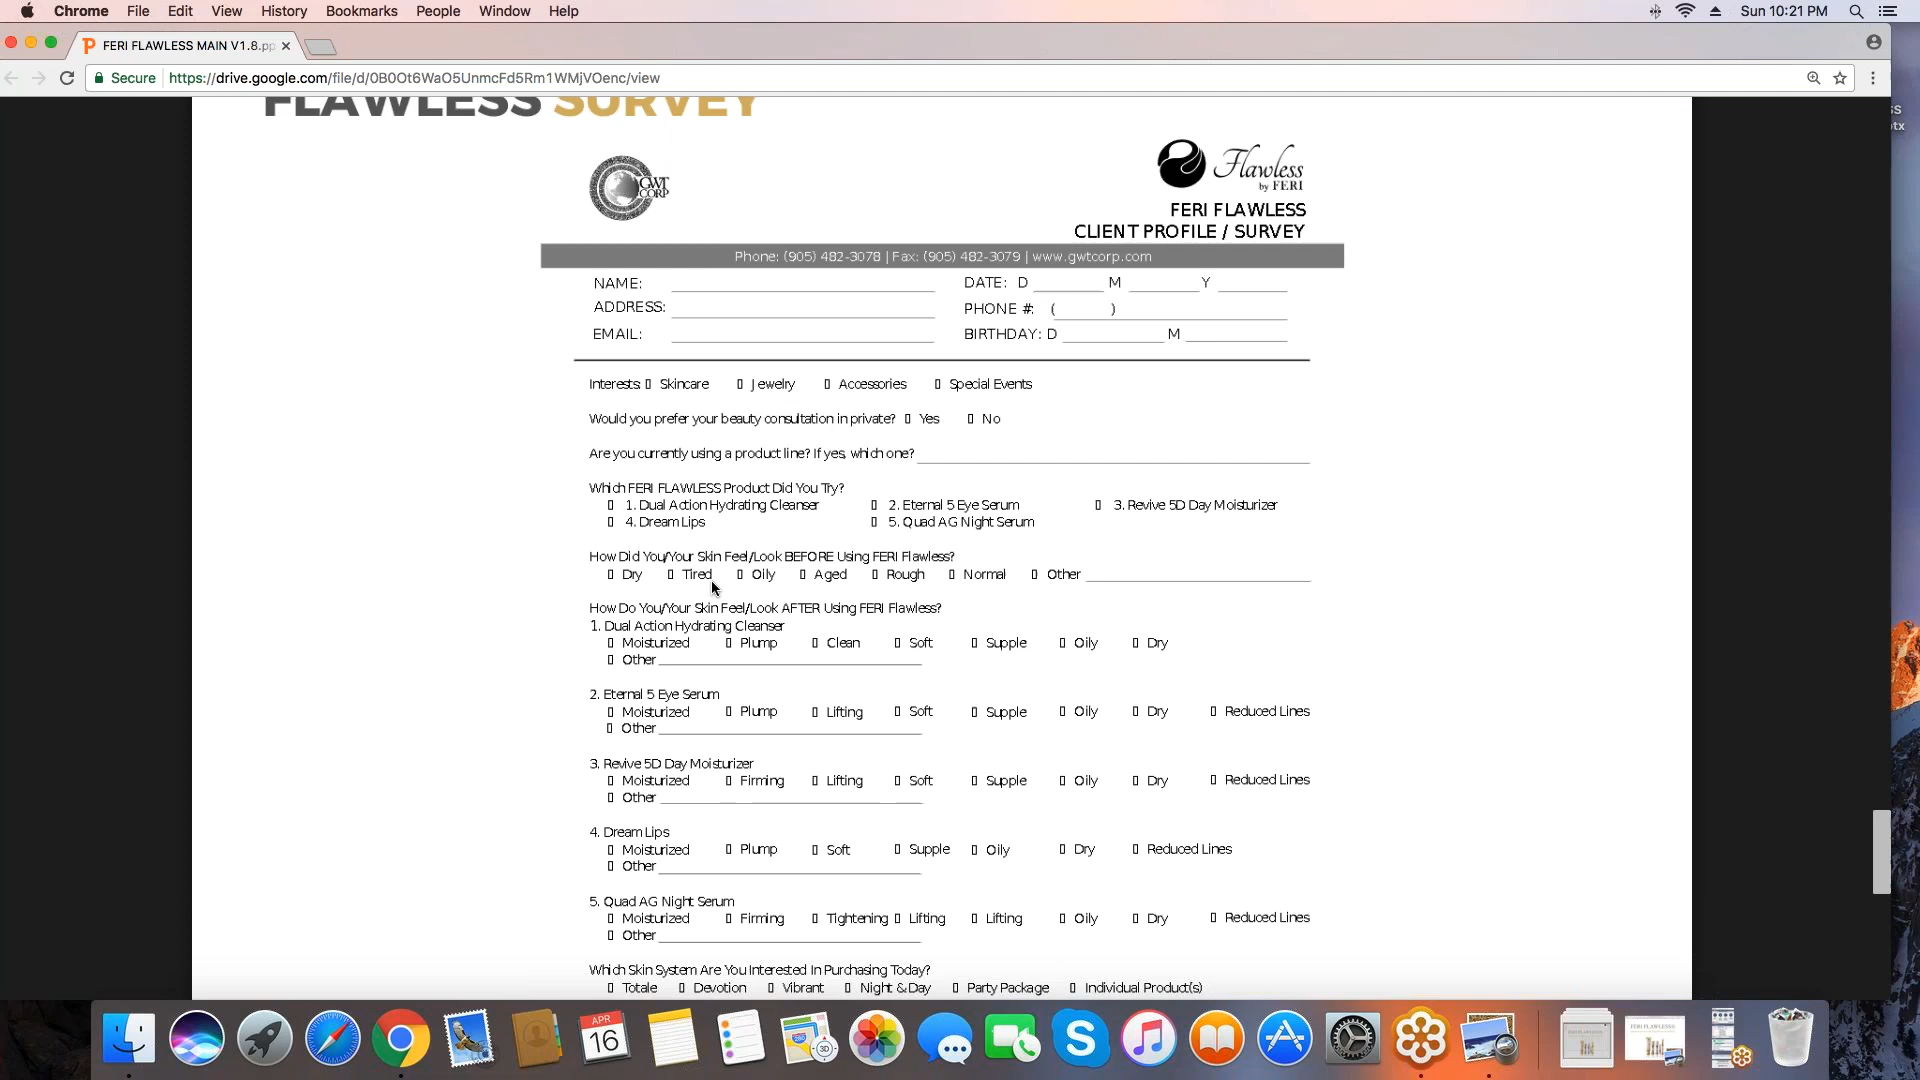 Chrome File Edit View History Bookmarks People Window Help Sun 10:21 PM
FERI FLAWLESS MAIN V1.8.pp
Secure https://drive.google.com/file/d/0B0Ot6WaO5UnmcFd5Rm1WMjVOenc/view
FLAWLESS SURVEY
GWT CORP
Flawless
by FERI
FERI FLAWLESS
CLIENT PROFILE / SURVEY
Phone: (905) 482-3078 | Fax: (905) 482-3079 | www.gwtcorp.com
NAME: DATE: D M Y
ADDRESS: PHONE #: ( )
EMAIL: BIRTHDAY: D M
Interests: Skincare Jewelry Accessories Special Events
Would you prefer your beauty consultation in private? Yes No
Are you currently using a product line? If yes, which one?
Which FERI FLAWLESS Product Did You Try?
1. Dual Action Hydrating Cleanser 2. Eternal 5 Eye Serum 3. Revive 5D Day Moisturizer
4. Dream Lips 5. Quad AG Night Serum
How Did You/Your Skin Feel/Look BEFORE Using FERI Flawless?
Dry Tired Oily Aged Rough Normal Other
How Do You/Your Skin Feel/Look AFTER Using FERI Flawless?
1. Dual Action Hydrating Cleanser
Moisturized Plump Clean Soft Supple Oily Dry
Other
2. Eternal 5 Eye Serum
Moisturized Plump Lifting Soft Supple Oily Dry Reduced Lines
Other
3. Revive 5D Day Moisturizer
Moisturized Firming Lifting Soft Supple Oily Dry Reduced Lines
Other
4. Dream Lips
Moisturized Plump Soft Supple Oily Dry Reduced Lines
Other
5. Quad AG Night Serum
Moisturized Firming Tightening Lifting Lifting Oily Dry Reduced Lines
Other
Which Skin System Are You Interested In Purchasing Today?
Totale Devotion Vibrant Night & Day Party Package Individual Product(s)
APR
16
3D